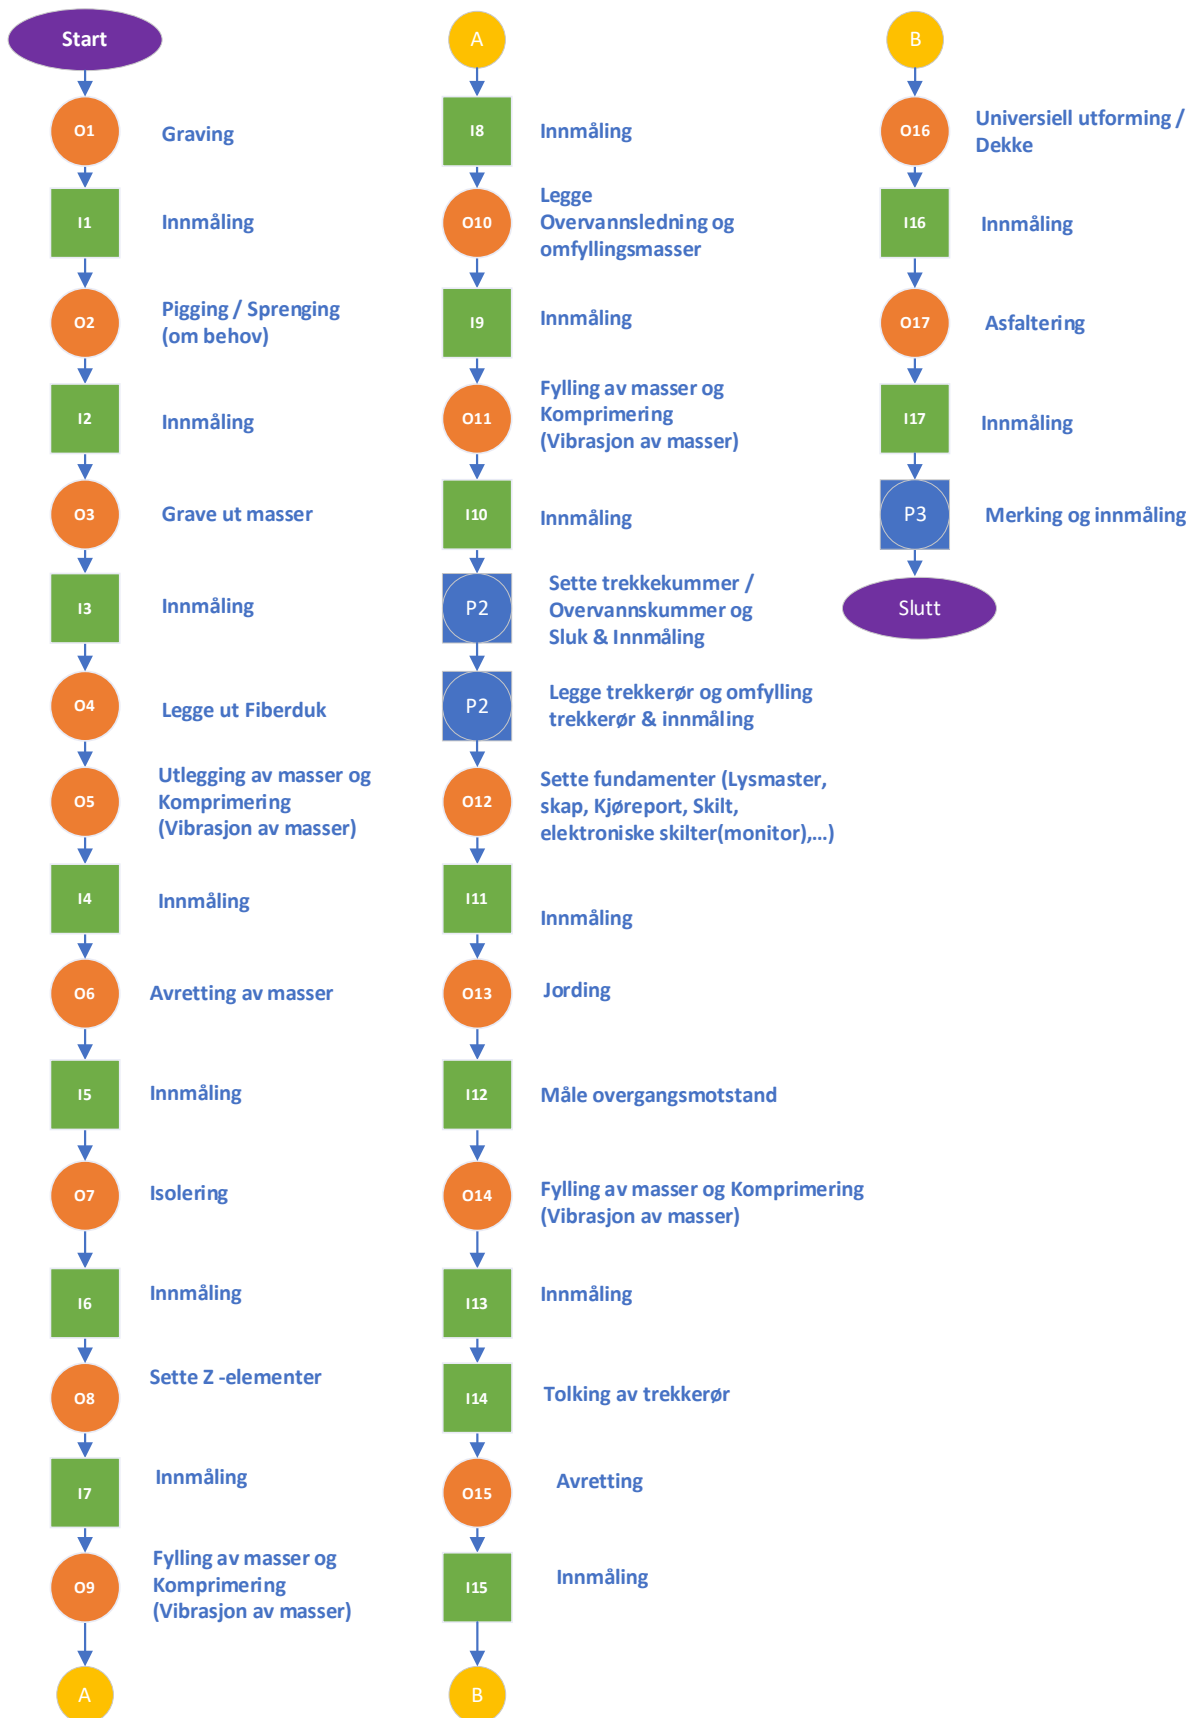 Start
O1
Graving
I1
Innmåling
O2
Pigging / Sprenging
(om behov)
I2
Innmåling
O3
Grave ut masser
I3
Innmåling
O4
Legge ut Fiberduk
O5
Utlegging av masser og
Komprimering
(Vibrasjon av masser)
I4
Innmåling
O6
Avretting av masser
I5
Innmåling
O7
Isolering
I6
Innmåling
O8
Sette Z -elementer
I7
Innmåling
O9
Fylling av masser og
Komprimering
(Vibrasjon av masser)
A
A
I8
Innmåling
O10
Legge
Overvannsledning og
omfyllingsmasser
I9
Innmåling
O11
Fylling av masser og
Komprimering
(Vibrasjon av masser)
I10
Innmåling
P2
Sette trekkekummer /
Overvannskummer og
Sluk & Innmåling
P2
Legge trekkerør og omfylling
trekkerør & innmåling
O12
Sette fundamenter (Lysmaster,
skap, Kjøreport, Skilt,
elektroniske skilter(monitor),...)
I11
Innmåling
O13
Jording
I12
Måle overgangsmotstand
O14
Fylling av masser og Komprimering
(Vibrasjon av masser)
I13
Innmåling
I14
Tolking av trekkerør
O15
Avretting
I15
Innmåling
B
B
O16
Universiell utforming /
Dekke
I16
Innmåling
O17
Asfaltering
I17
Innmåling
P3
Merking og innmåling
Slutt